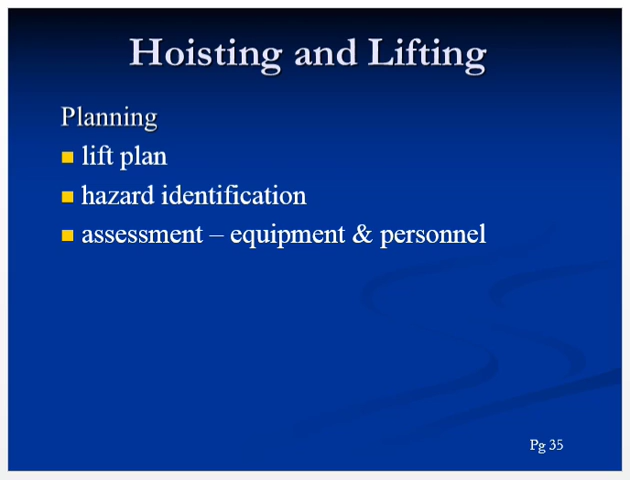 Hoisting and Lifting
Planning
lift plan
hazard identification
assessment – equipment & personnel
Pg 35